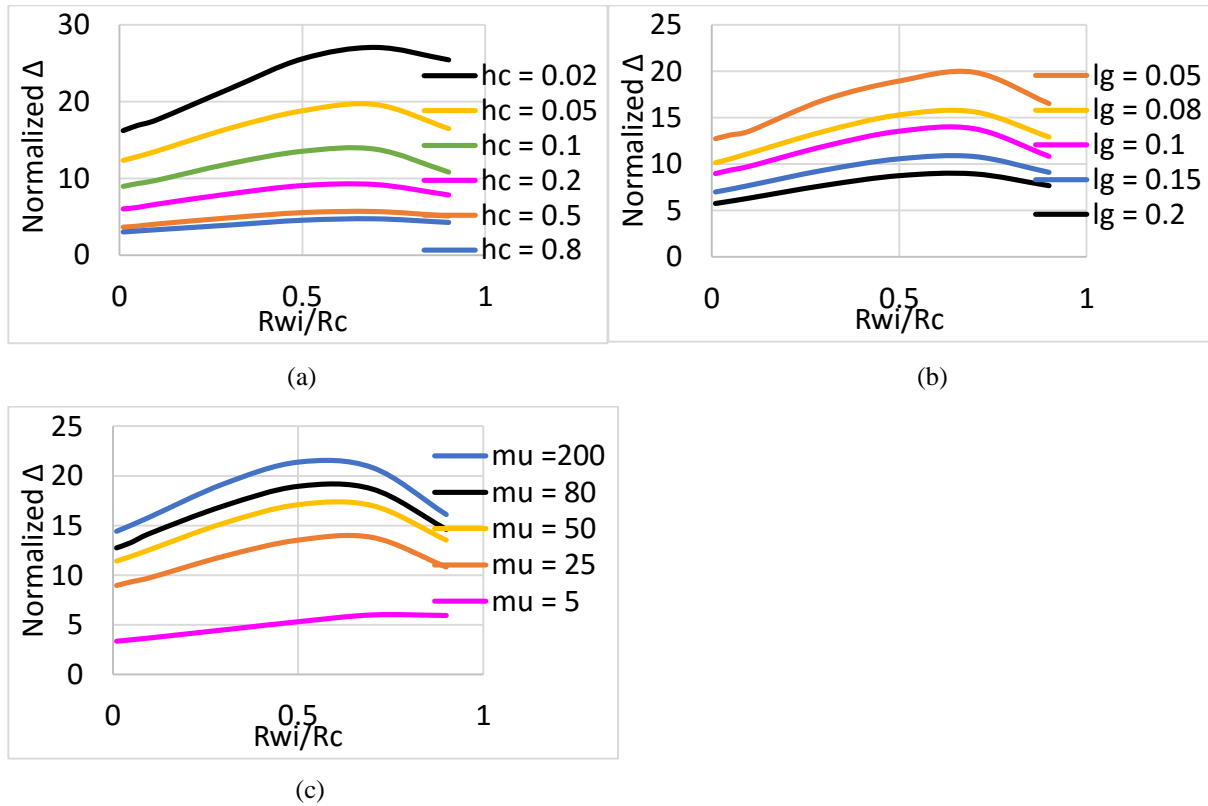 30
20
10
0
Normalized Δ
0
0.5
1
Rwi/Rc
hc = 0.02
hc = 0.05
hc = 0.1
hc = 0.2
hc = 0.5
hc = 0.8
(a)
25
20
15
10
5
0
Normalized Δ
0
0.5
1
Rwi/Rc
lg = 0.05
lg = 0.08
lg = 0.1
lg = 0.15
lg = 0.2
(b)
25
20
15
10
5
0
Normalized Δ
0
0.5
1
Rwi/Rc
mu =200
mu = 80
mu = 50
mu = 25
mu = 5
(c)